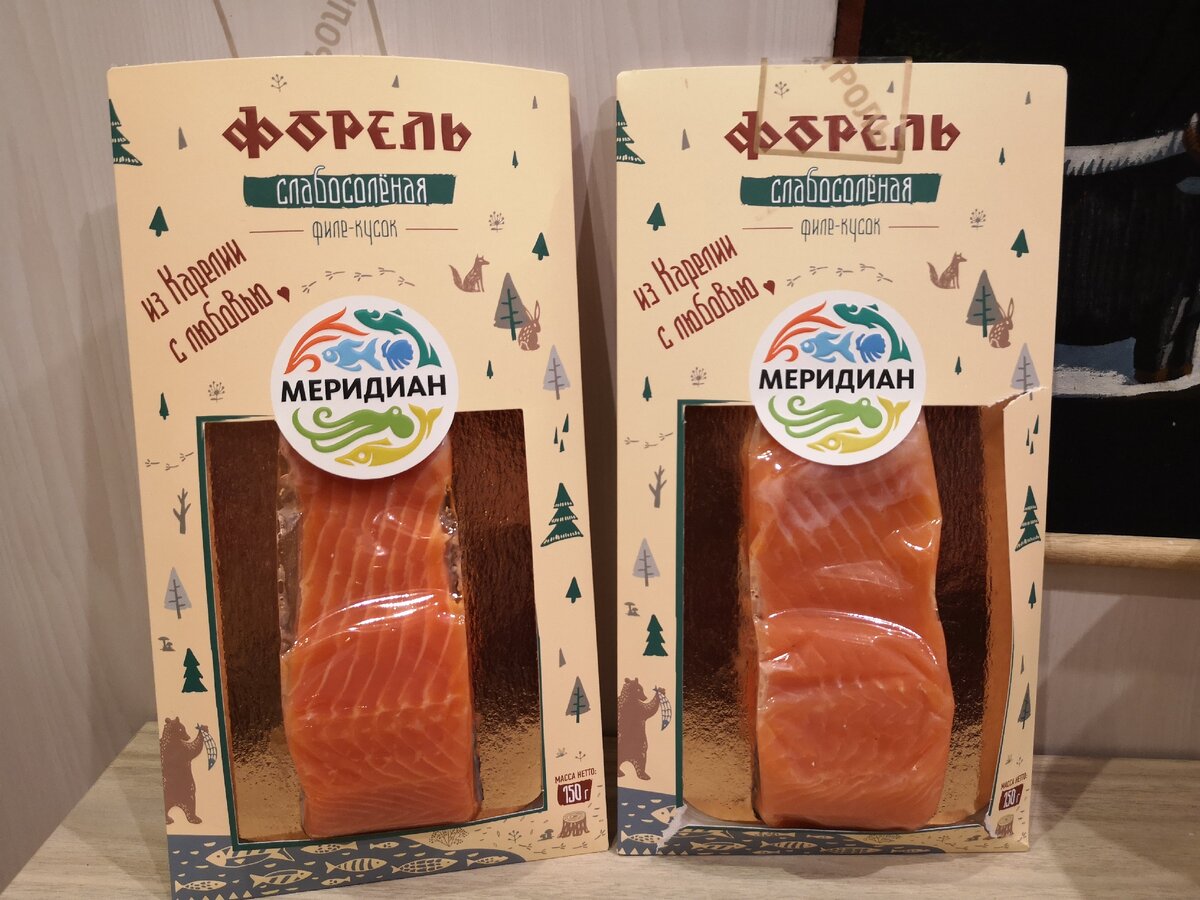 ФОРЕЛЬ
слабосолёная
филе-кусок
из Карелии
с любовью
МЕРИДИАН
МАССА НЕТТО:
150 г
ФОРЕЛЬ
слабосолёная
филе-кусок
из Карелии
с любовью
МЕРИДИАН
МАССА НЕТТО:
150 г